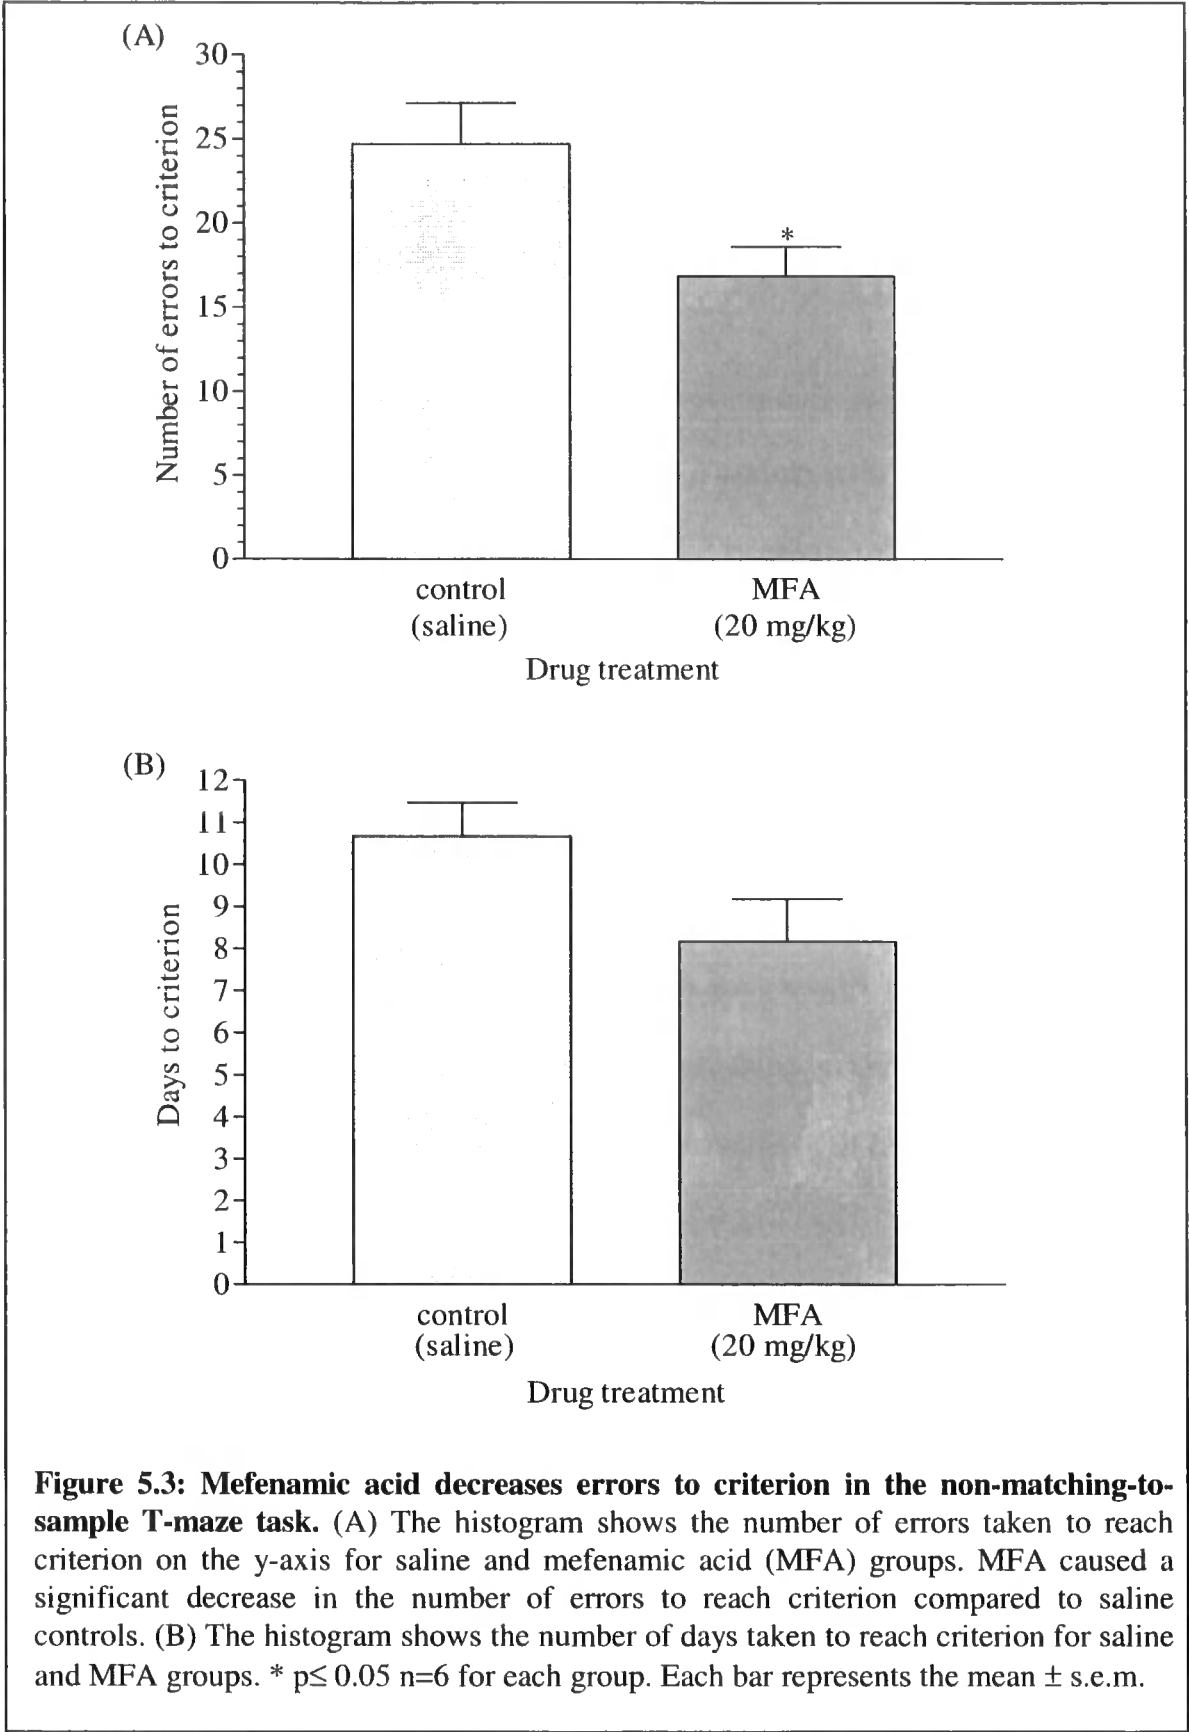 (A)
30
25
20
15
10
5
0
Number of errors to criterion
*
control
(saline)
MFA
(20 mg/kg)
Drug treatment
(B)
12
11
10
9
8
7
6
5
4
3
2
1
0
Days to criterion
control
(saline)
MFA
(20 mg/kg)
Drug treatment
Figure 5.3: Mefenamic acid decreases errors to criterion in the non-matching-to-
sample T-maze task. (A) The histogram shows the number of errors taken to reach
criterion on the y-axis for saline and mefenamic acid (MFA) groups. MFA caused a
significant decrease in the number of errors to reach criterion compared to saline
controls. (B) The histogram shows the number of days taken to reach criterion for saline
and MFA groups. * p≤ 0.05 n=6 for each group. Each bar represents the mean ± s.e.m.